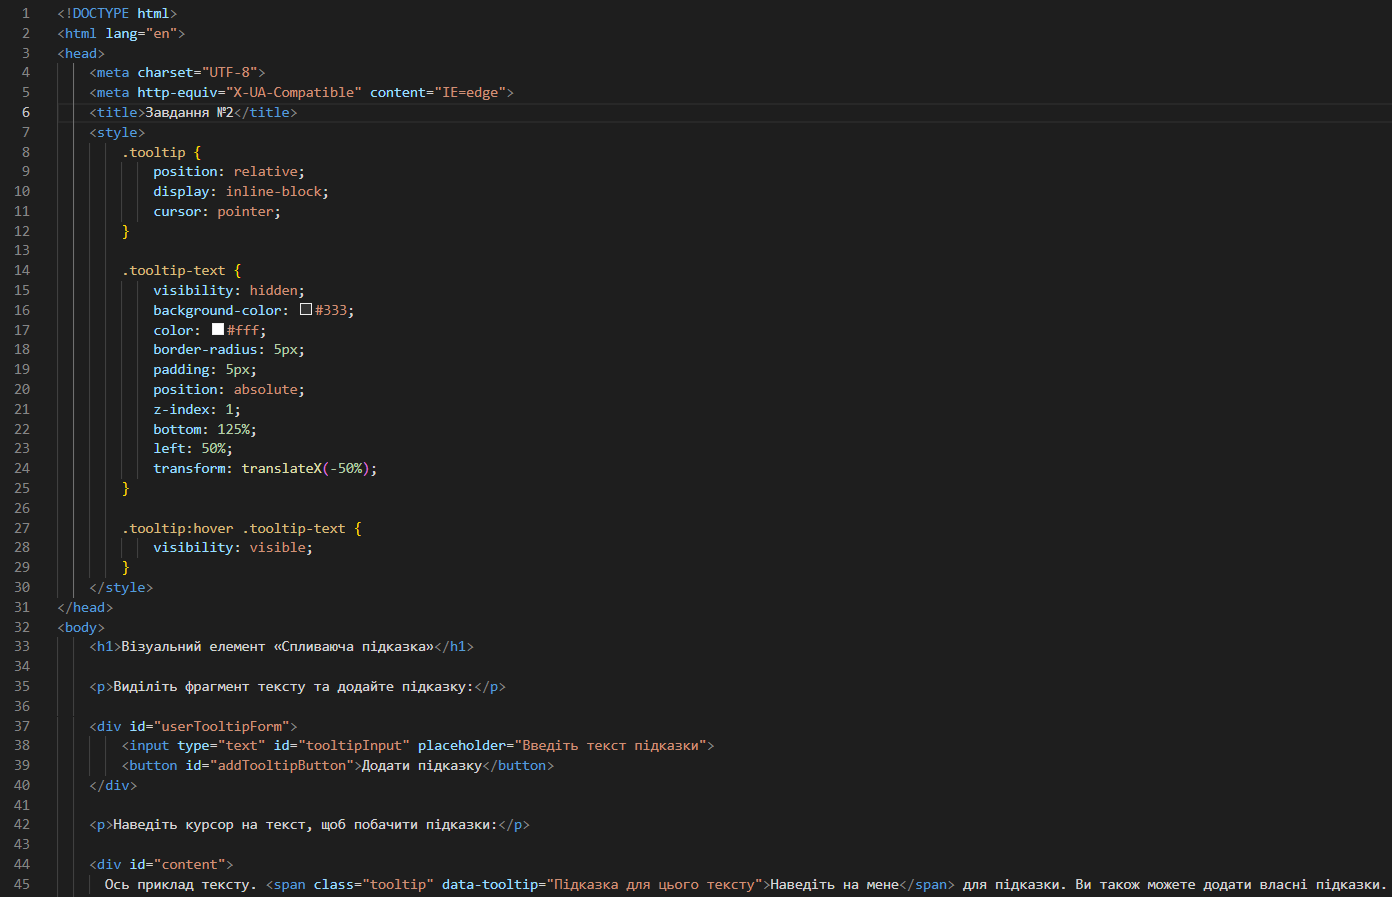 1 <!DOCTYPE html>
2 <html lang="en">
3 <head>
4     <meta charset="UTF-8">
5     <meta http-equiv="X-UA-Compatible" content="IE=edge">
6     <title>Завдання №2</title>
7     <style>
8         .tooltip {
9             position: relative;
10             display: inline-block;
11             cursor: pointer;
12         }
13
14         .tooltip-text {
15             visibility: hidden;
16             background-color: #333;
17             color: #fff;
18             border-radius: 5px;
19             padding: 5px;
20             position: absolute;
21             z-index: 1;
22             bottom: 125%;
23             left: 50%;
24             transform: translateX(-50%);
25         }
26
27         .tooltip:hover .tooltip-text {
28             visibility: visible;
29         }
30     </style>
31 </head>
32 <body>
33     <h1>Візуальний елемент «Спливаюча підказка»</h1>
34
35     <p>Виділіть фрагмент тексту та додайте підказку:</p>
36
37     <div id="userTooltipForm">
38         <input type="text" id="tooltipInput" placeholder="Введіть текст підказки">
39         <button id="addTooltipButton">Додати підказку</button>
40     </div>
41
42     <p>Наведіть курсор на текст, щоб побачити підказки:</p>
43
44     <div id="content">
45       Ось приклад тексту. <span class="tooltip" data-tooltip="Підказка для цього тексту">Наведіть на мене</span> для підказки. Ви також можете додати власні підказки.